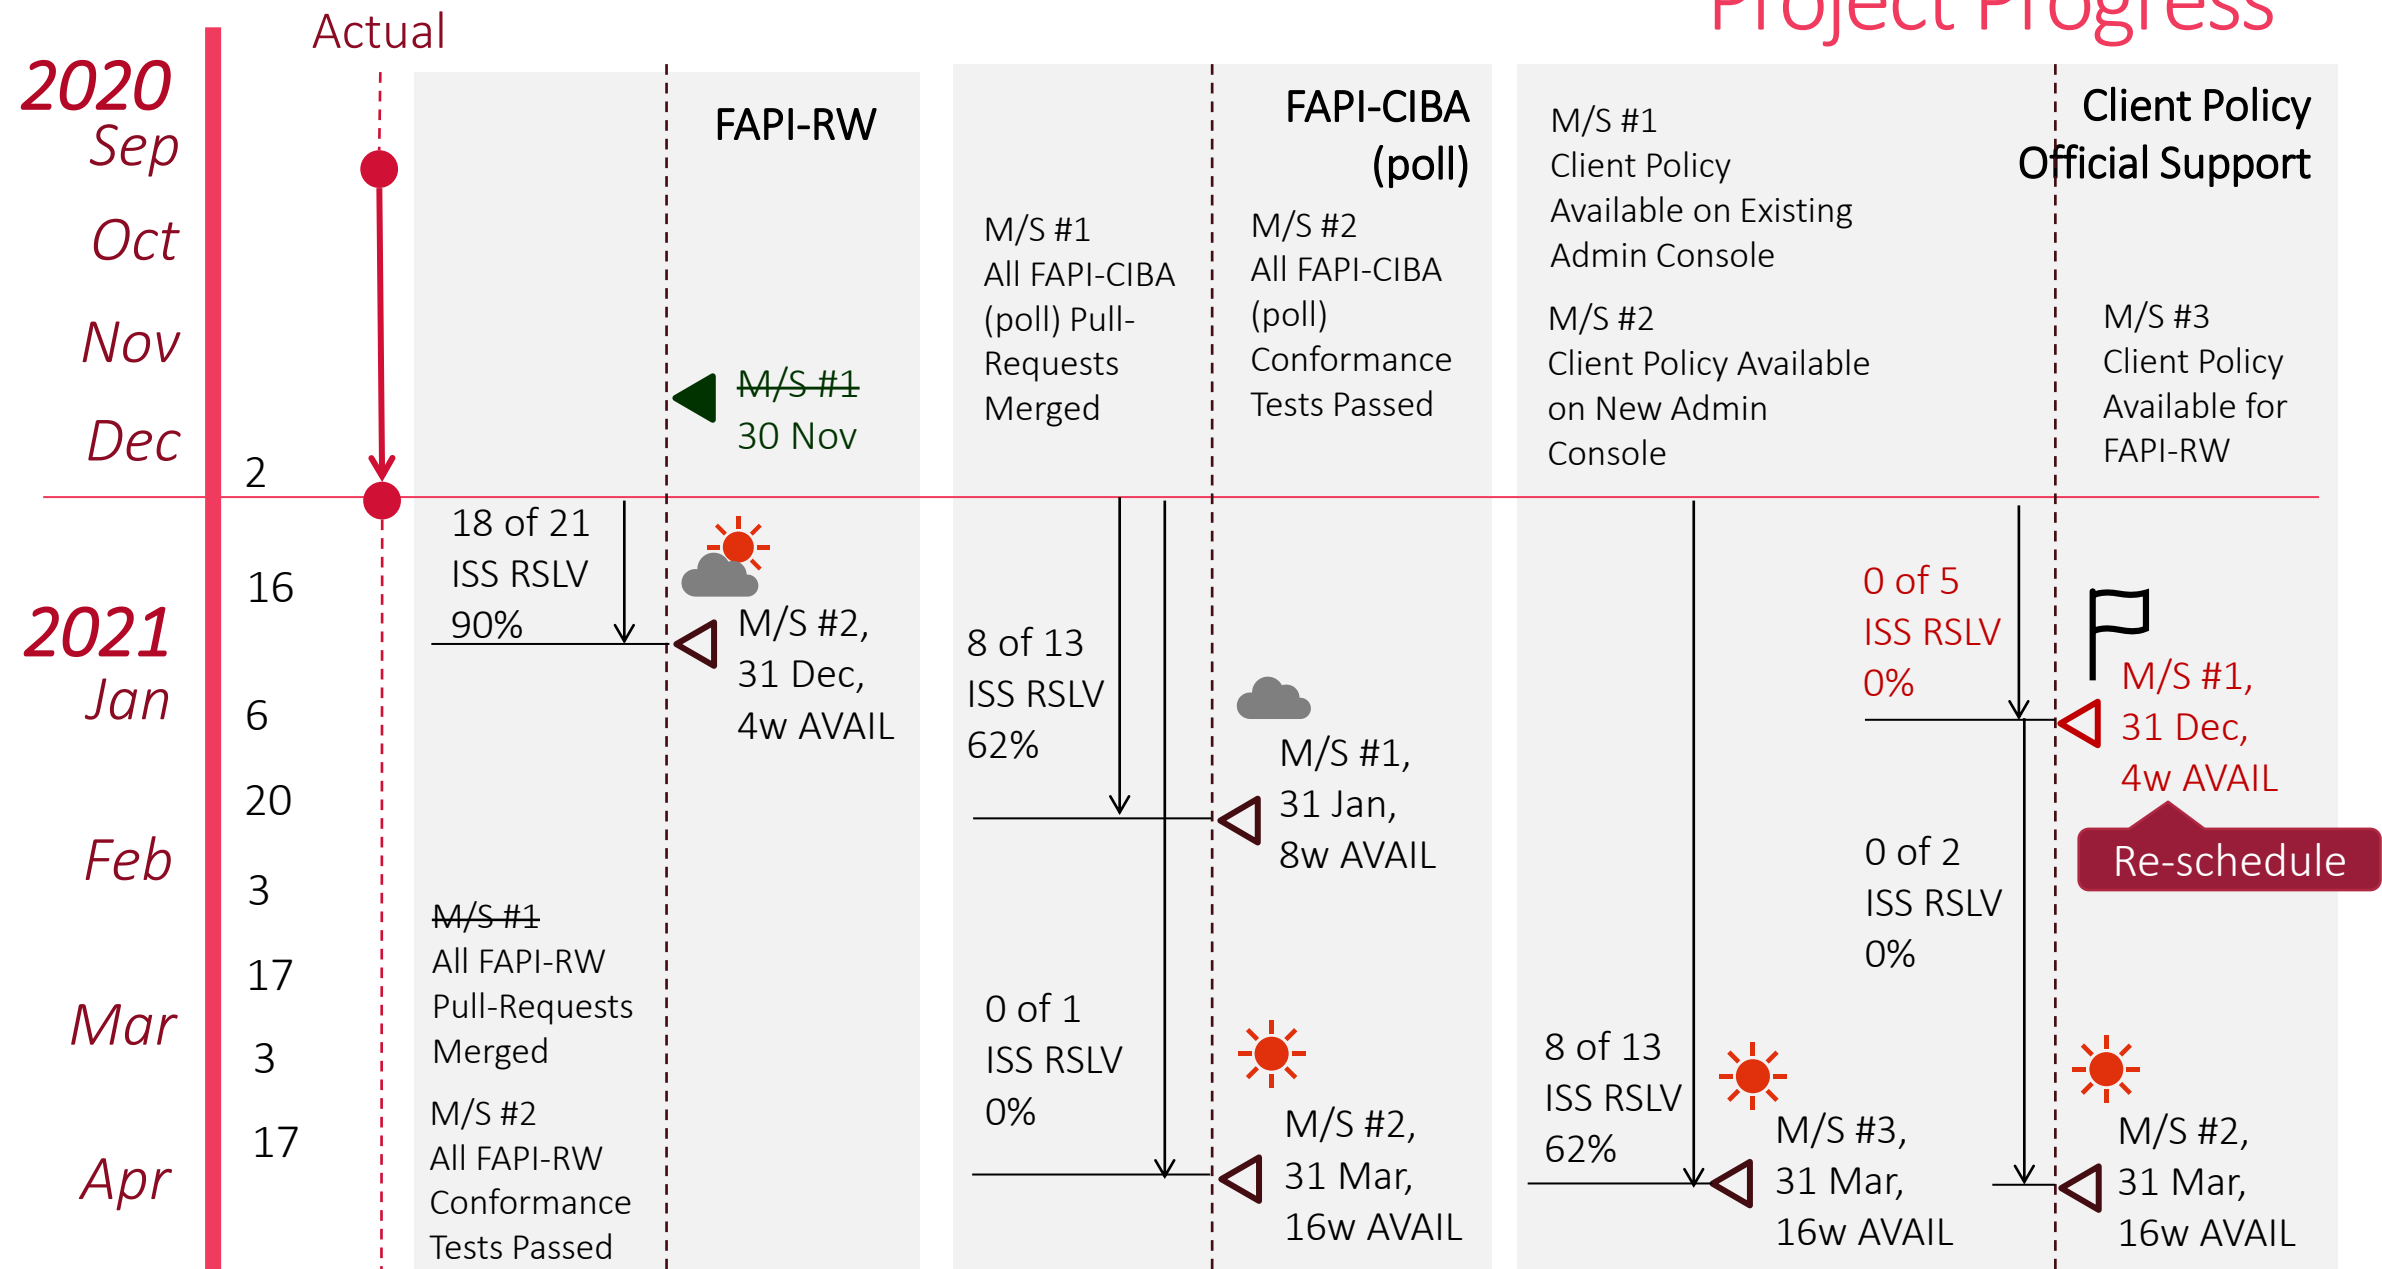 Project Progress
Actual
2020
Sep
Oct
Nov
Dec
2021
Jan
Feb
Mar
Apr
2
16
6
20
3
17
3
17
FAPI-RW
M/S #1
30 Nov
18 of 21
ISS RSLV
90%
M/S #2,
31 Dec,
4w AVAIL
M/S #1
All FAPI-RW
Pull-Requests
Merged
M/S #2
All FAPI-RW
Conformance
Tests Passed
FAPI-CIBA
(poll)
M/S #1
All FAPI-CIBA
(poll) Pull-
Requests
Merged
M/S #2
All FAPI-CIBA
(poll)
Conformance
Tests Passed
8 of 13
ISS RSLV
62%
M/S #1,
31 Jan,
8w AVAIL
0 of 1
ISS RSLV
0%
M/S #2,
31 Mar,
16w AVAIL
Client Policy
Official Support
M/S #1
Client Policy
Available on Existing
Admin Console
M/S #2
Client Policy Available
on New Admin
Console
M/S #3
Client Policy
Available for
FAPI-RW
0 of 5
ISS RSLV
0%
M/S #1,
31 Dec,
4w AVAIL
Re-schedule
0 of 2
ISS RSLV
0%
8 of 13
ISS RSLV
62%
M/S #3,
31 Mar,
16w AVAIL
M/S #2,
31 Mar,
16w AVAIL